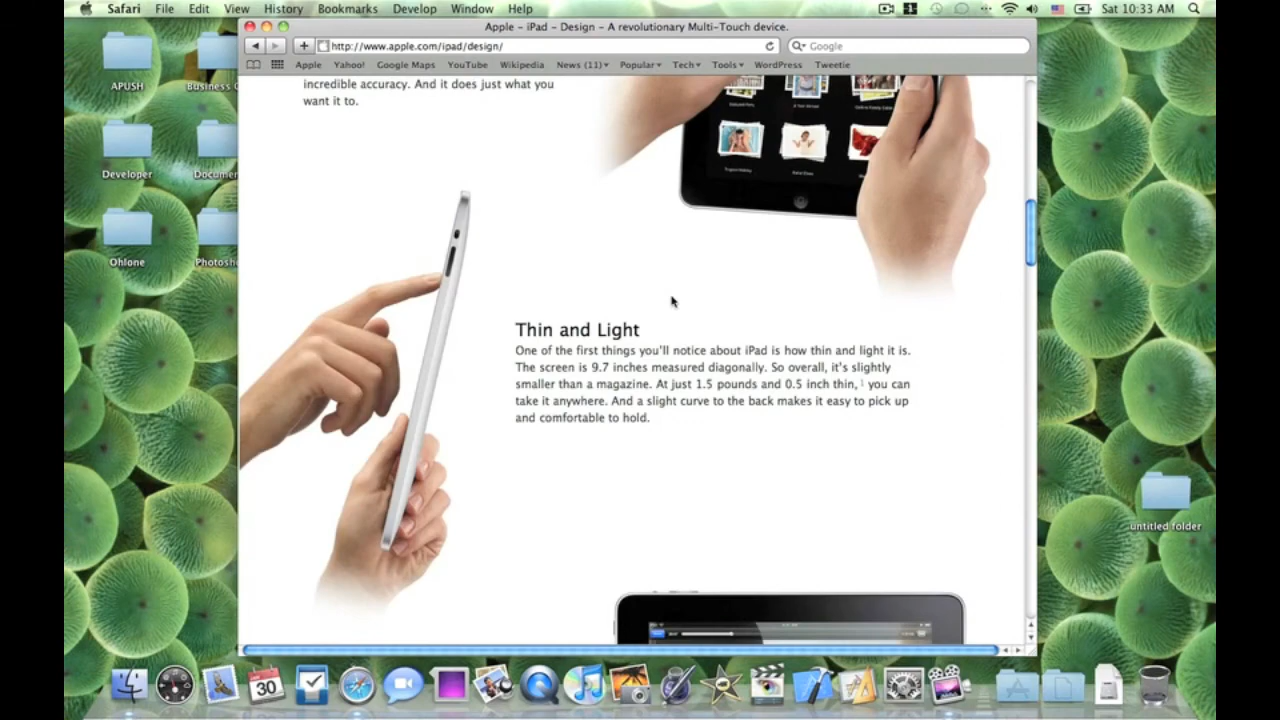 Safari File Edit View History Bookmarks Develop Window Help
Sat 10:33 AM
Apple – iPad – Design – A revolutionary Multi-Touch device.
http://www.apple.com/ipad/design/
Google
Apple Yahoo! Google Maps YouTube Wikipedia News (11) Popular Tech Tools WordPress Tweetie
APUSH
Business
Developer
Docume
Ohlone
Photosh
untitled folder
incredible accuracy. And it does just what you
want it to.
Thin and Light
One of the first things you'll notice about iPad is how thin and light it is.
The screen is 9.7 inches measured diagonally. So overall, it's slightly
smaller than a magazine. At just 1.5 pounds and 0.5 inch thin,1 you can
take it anywhere. And a slight curve to the back makes it easy to pick up
and comfortable to hold.
30